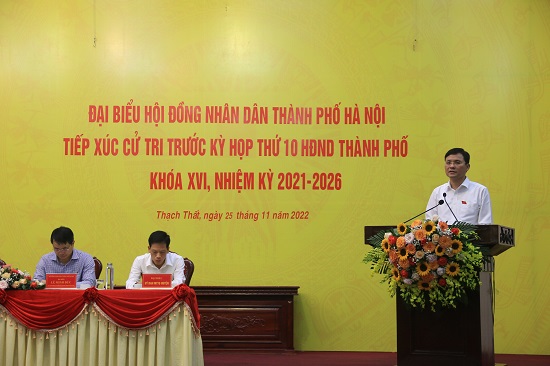 ĐẠI BIỂU HỘI ĐỒNG NHÂN DÂN THÀNH PHỐ HÀ NỘI
TIẾP XÚC CỬ TRI TRƯỚC KỲ HỌP THỨ 10 HĐND THÀNH PHỐ
KHÓA XVI, NHIỆM KỲ 2021-2026
Thạch Thất, ngày 25 tháng 11 năm 2022